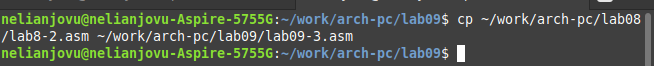 nelianjovu@nelianjovu-Aspire-5755G:~/work/arch-pc/lab09$ cp ~/work/arch-pc/lab08
/lab8-2.asm ~/work/arch-pc/lab09/lab09-3.asm
nelianjovu@nelianjovu-Aspire-5755G:~/work/arch-pc/lab09$